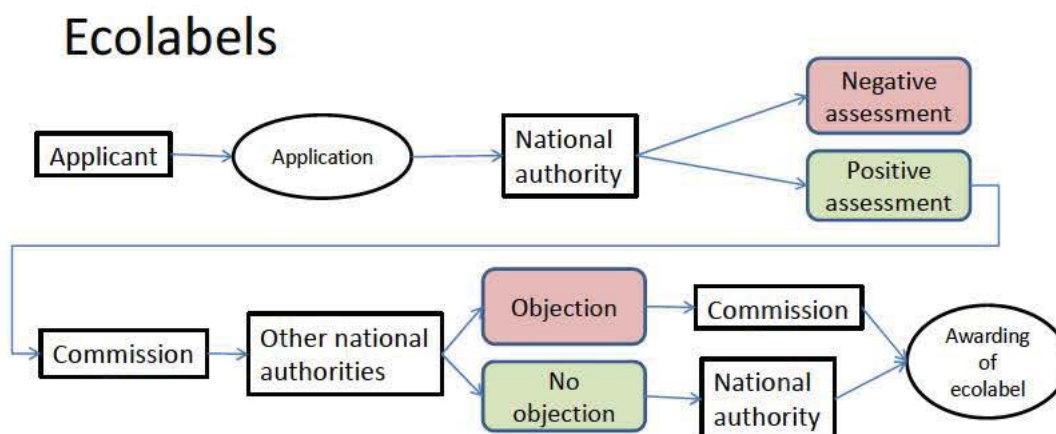 Ecolabels
Applicant
Application
National
authority
Negative
assessment
Positive
assessment
Commission
Other national
authorities
Objection
No
objection
Commission
National
authority
Awarding
of
ecolabel